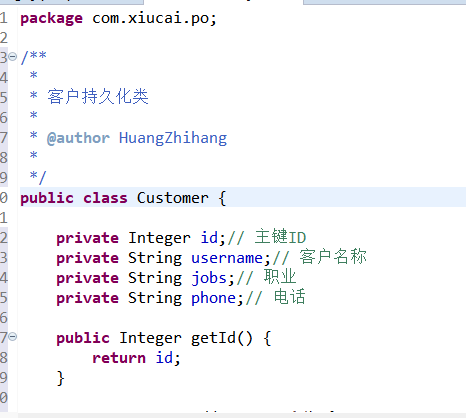 1 package com.xiucai.po;
2
3 /**
4 *
5 * 客户持久化类
6 *
7 * @author HuangZhihang
8 *
9 */
0 public class Customer {
1
2 private Integer id;// 主键ID
3 private String username;// 客户名称
4 private String jobs;// 职业
5 private String phone;// 电话
6
7 public Integer getId() {
8 return id;
9 }
0